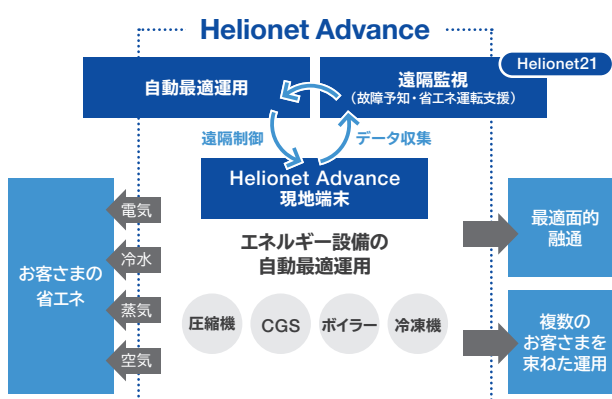 Helionet Advance
Helionet21
自動最適運用
遠隔監視
（故障予知・省エネ運転支援）
遠隔制御
データ収集
Helionet Advance
現地端末
エネルギー設備の
自動最適運用
圧縮機
CGS
ボイラー
冷凍機
お客さまの
省エネ
電気
冷水
蒸気
空気
最適面的
融通
複数の
お客さまを
束ねた運用